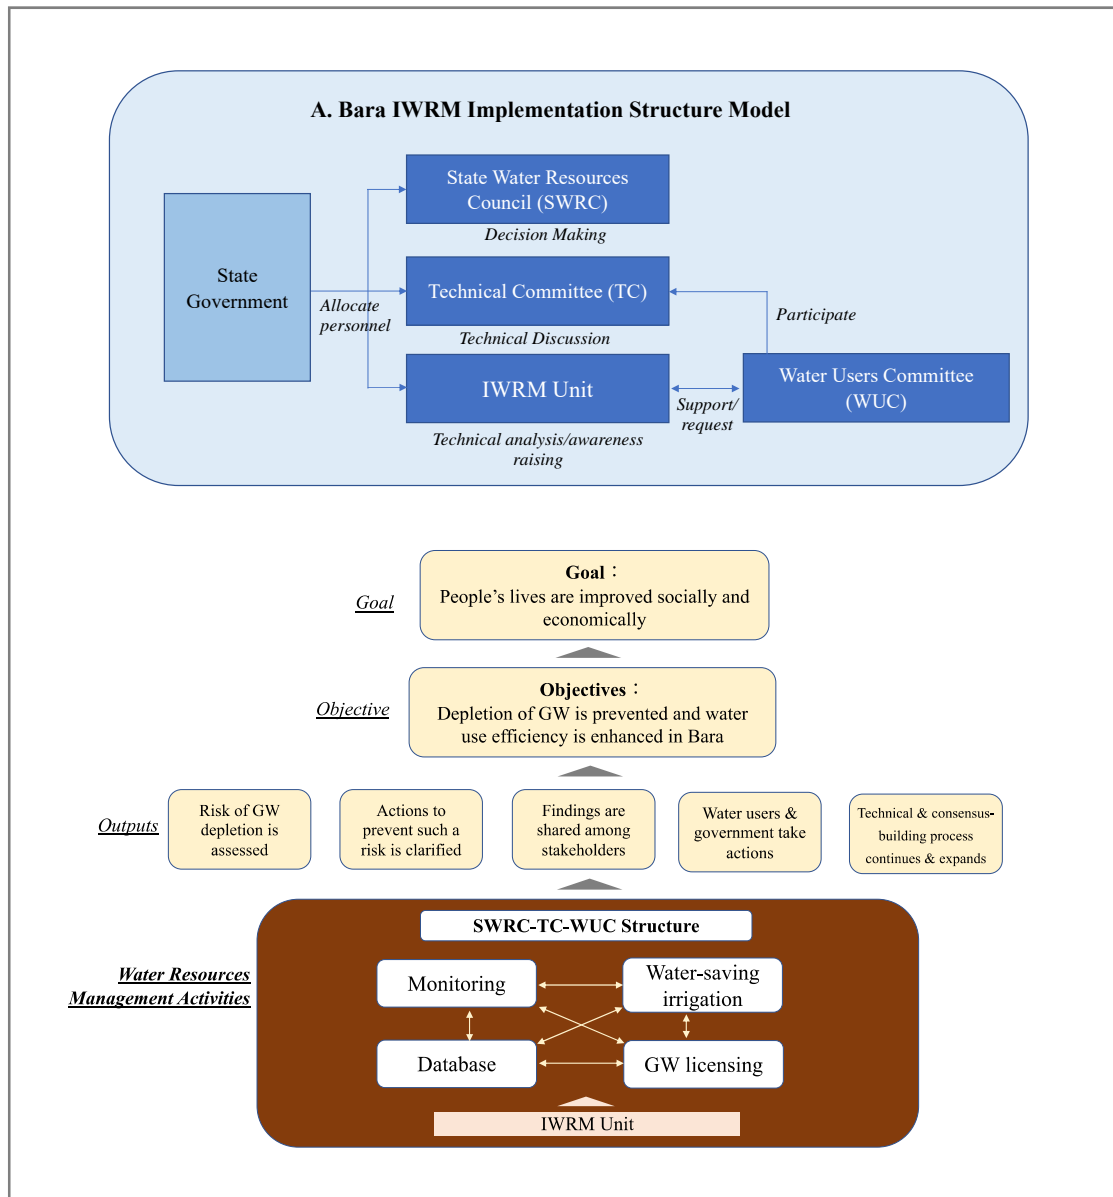 A. Bara IWRM Implementation Structure Model
State Water Resources
Council (SWRC)
Decision Making
State
Government
Allocate
personnel
Technical Committee (TC)
Technical Discussion
Participate
IWRM Unit
Technical analysis/awareness
raising
Support/
request
Water Users Committee
(WUC)
Goal
Goal：
People’s lives are improved socially and
economically
Objective
Objectives：
Depletion of GW is prevented and water
use efficiency is enhanced in Bara
Outputs
Risk of GW
depletion is
assessed
Actions to
prevent such a
risk is clarified
Findings are
shared among
stakeholders
Water users &
government take
actions
Technical & consensus-
building process
continues & expands
Water Resources
Management Activities
SWRC-TC-WUC Structure
Monitoring
Water-saving
irrigation
Database
GW licensing
IWRM Unit